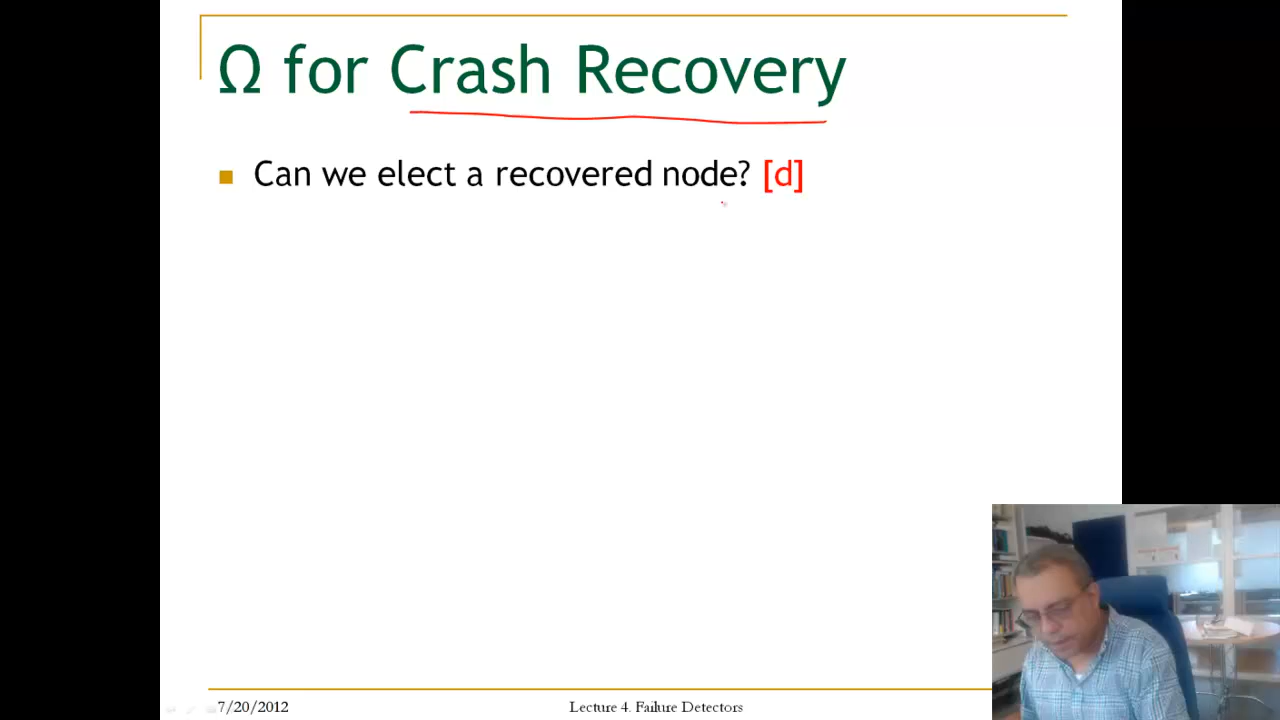 Ω for Crash Recovery
Can we elect a recovered node? [d]
7/20/2012
Lecture 4. Failure Detectors